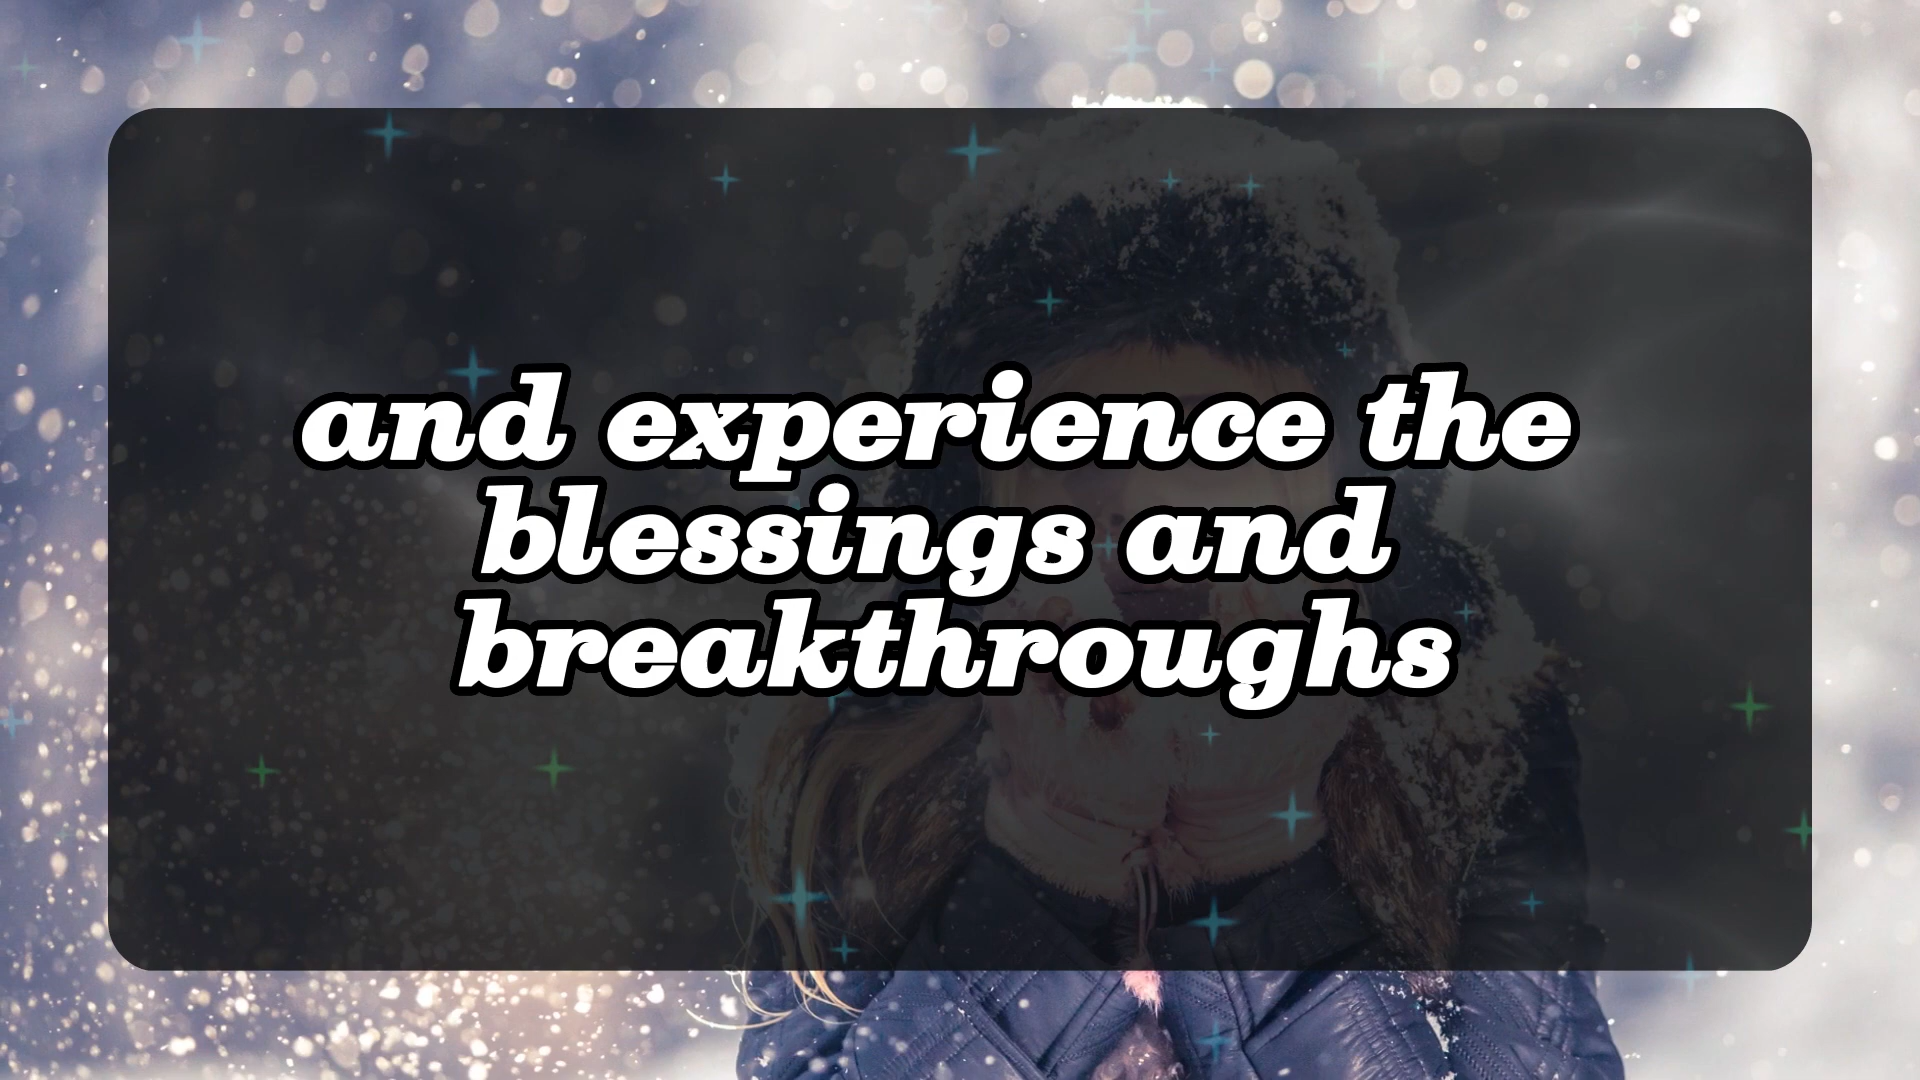 and experience the
blessings and
breakthroughs